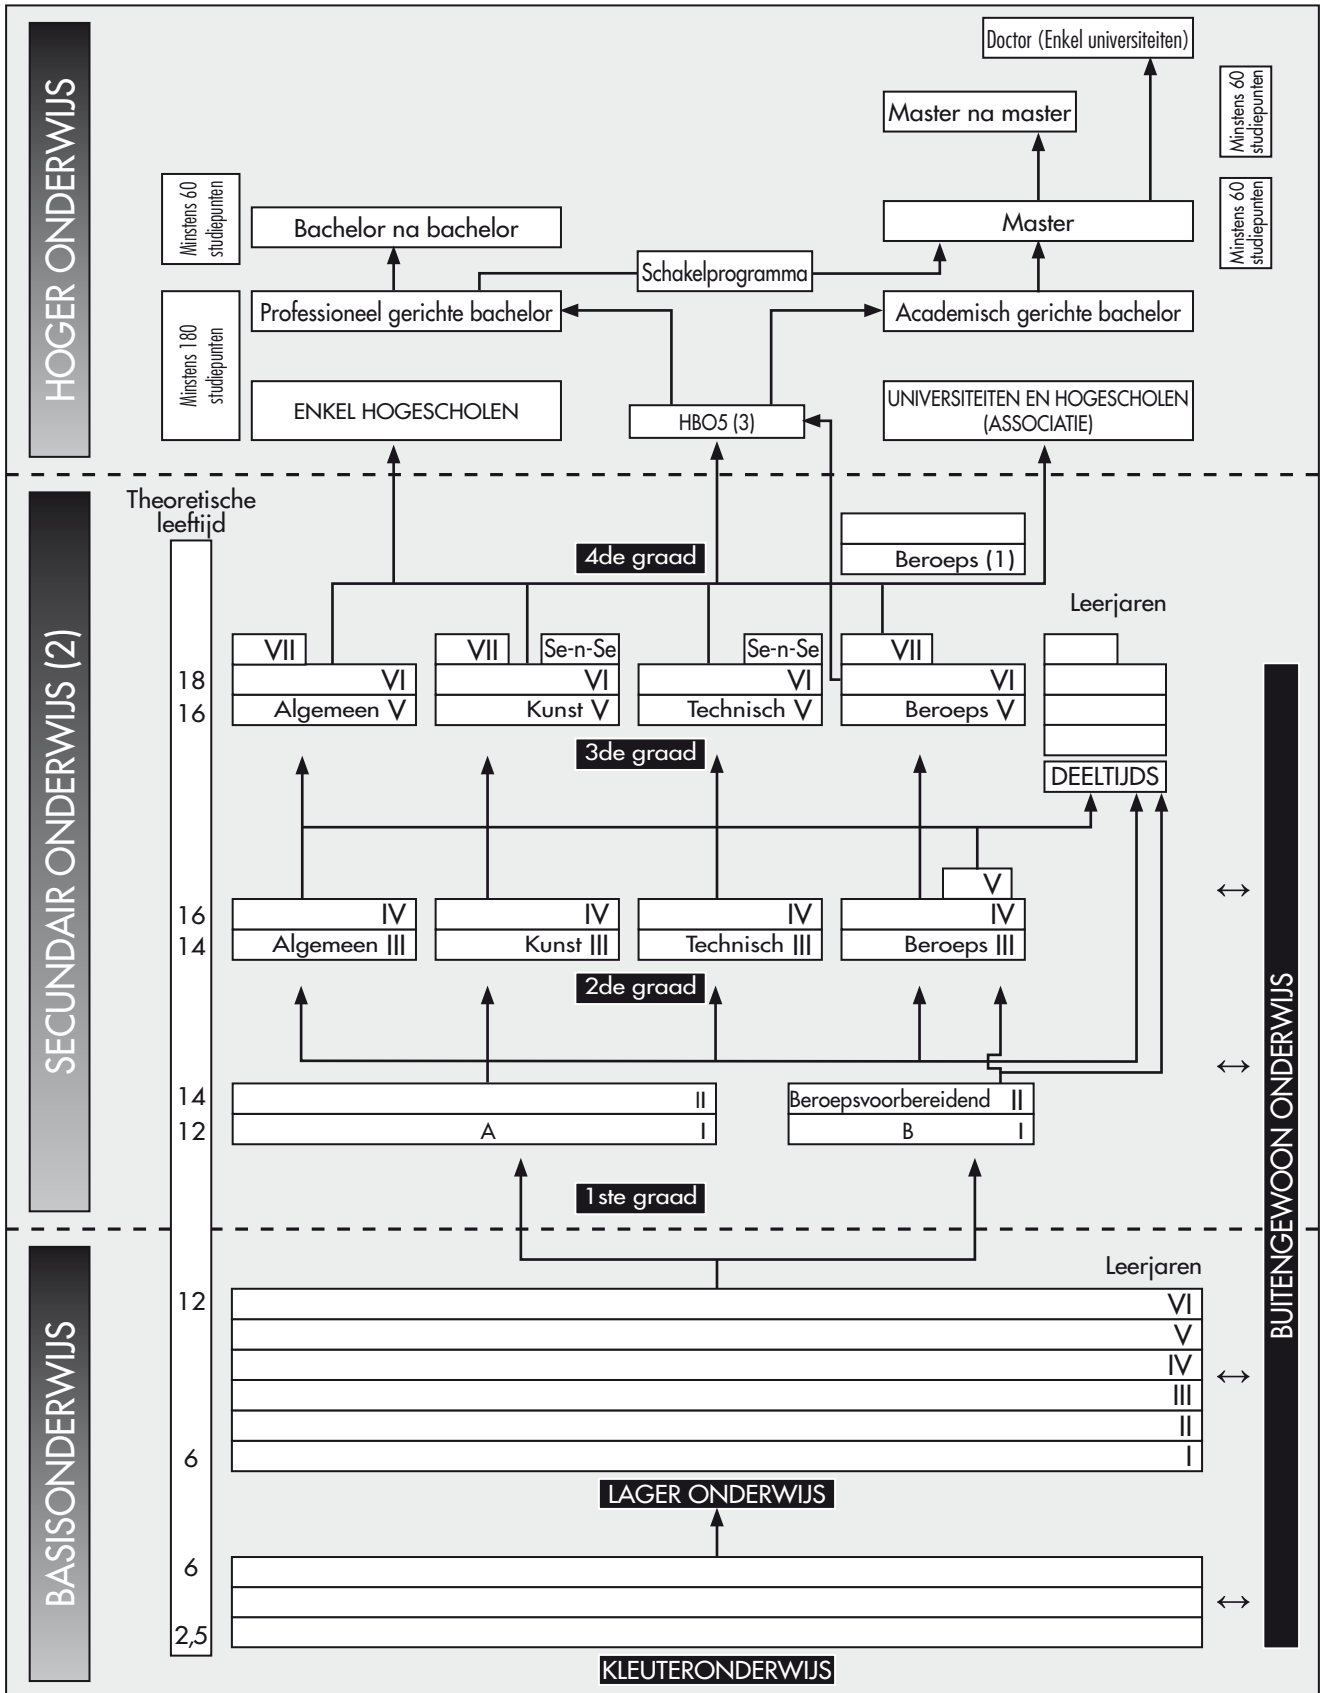 HOGER ONDERWIJS
Doctor (Enkel universiteiten)
Minstens 60
studiepunten
Master na master
Minstens 60
studiepunten
Bachelor na bachelor
Master
Minstens 60
studiepunten
Schakelprogramma
Minstens 180
studiepunten
Professioneel gerichte bachelor
Academisch gerichte bachelor
ENKEL HOGESCHOLEN
HBO5 (3)
UNIVERSITEITEN EN HOGESCHOLEN
(ASSOCIATIE)
SECUNDAIR ONDERWIJS (2)
Theoretische
leeftijd
4de graad
Beroeps (1)
Leerjaren
VII
VII
Se-n-Se
Se-n-Se
VII
18
VI
VI
VI
VI
16
Algemeen V
Kunst V
Technisch V
Beroeps V
3de graad
DEELTIJDS
V
16
IV
IV
IV
IV
14
Algemeen III
Kunst III
Technisch III
Beroeps III
2de graad
14
II
Beroepsvoorbereidend II
12
A I
B I
1ste graad
BUITENGEWOON ONDERWIJS
BASISONDERWIJS
Leerjaren
12
VI
V
IV
III
II
6
I
LAGER ONDERWIJS
6
2,5
KLEUTERONDERWIJS